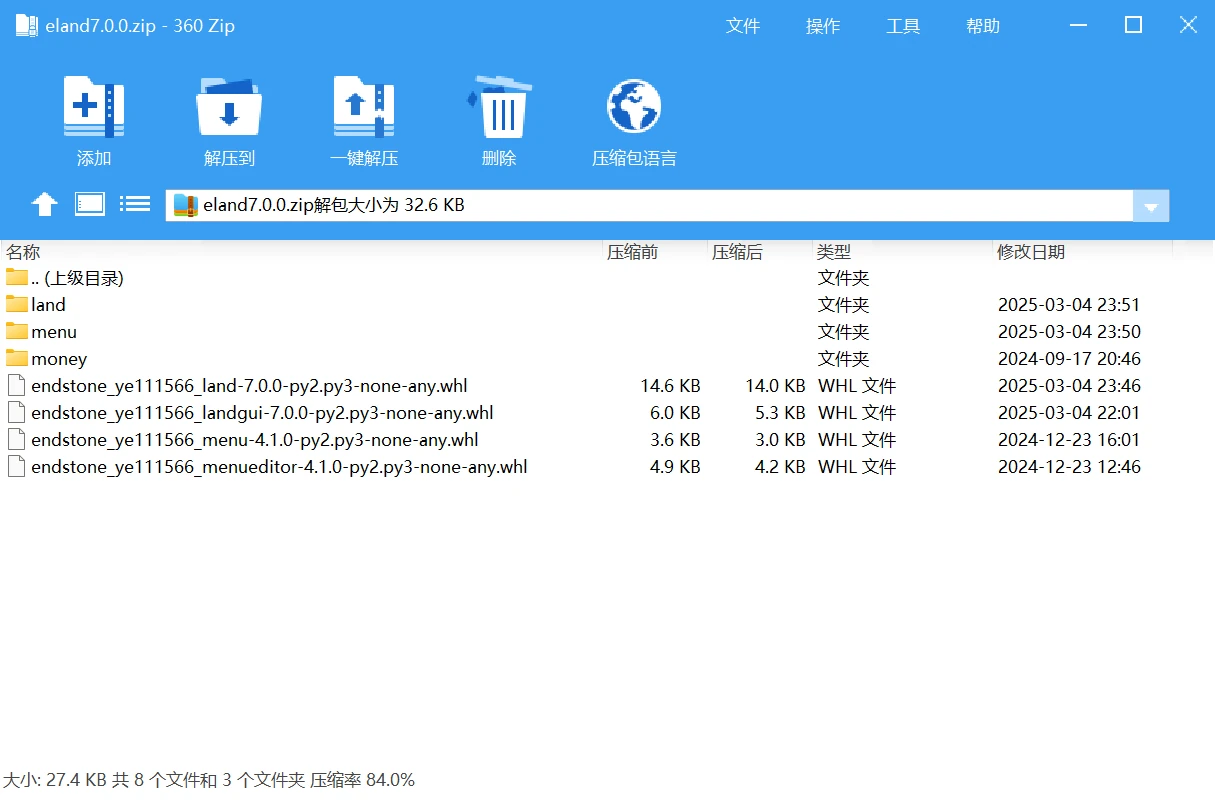 eland7.0.0.zip - 360 Zip 文件 操作 工具 帮助
添加 解压到 一键解压 删除 压缩包语言
eland7.0.0.zip解包大小为 32.6 KB
名称 压缩前 压缩后 类型 修改日期
.. (上级目录) 文件夹
land 文件夹 2025-03-04 23:51
menu 文件夹 2025-03-04 23:50
money 文件夹 2024-09-17 20:46
endstone_ye111566_land-7.0.0-py2.py3-none-any.whl 14.6 KB 14.0 KB WHL 文件 2025-03-04 23:46
endstone_ye111566_landgui-7.0.0-py2.py3-none-any.whl 6.0 KB 5.3 KB WHL 文件 2025-03-04 22:01
endstone_ye111566_menu-4.1.0-py2.py3-none-any.whl 3.6 KB 3.0 KB WHL 文件 2024-12-23 16:01
endstone_ye111566_menueditor-4.1.0-py2.py3-none-any.whl 4.9 KB 4.2 KB WHL 文件 2024-12-23 12:46
大小: 27.4 KB 共 8 个文件和 3 个文件夹 压缩率 84.0%